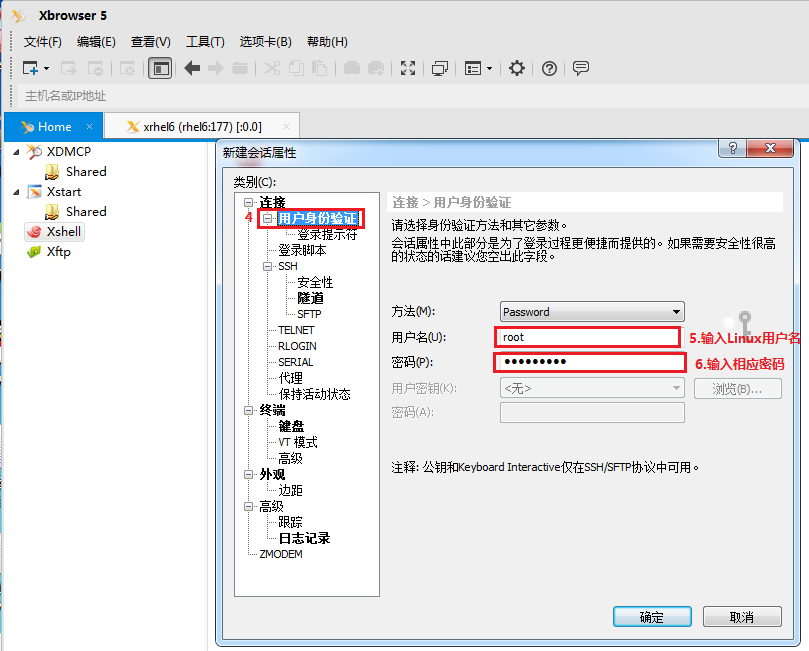 Xbrowser 5
文件(F) 编辑(E) 查看(V) 工具(T) 选项卡(B) 帮助(H)
主机名或IP地址
Home × xrhel6 (rhel6:177) [:0.0] ×
XDMCP
Shared
Xstart
Shared
Xshell
Xftp
新建会话属性
类别(C):
连接
4 用户身份验证
登录提示符
登录脚本
SSH
安全性
隧道
SFTP
TELNET
RLOGIN
SERIAL
代理
保持活动状态
终端
键盘
VT 模式
高级
外观
边距
高级
跟踪
日志记录
ZMODEM
连接 > 用户身份验证
请选择身份验证方法和其它参数。
会话属性中此部分是为了登录过程更便捷而提供的。如果需要安全性很高
的状态的话建议您空出此字段。
方法(M): Password
用户名(U): root 5.输入Linux用户名
密码(P): ●●●●●●●●● 6.输入相应密码
用户密钥(K): <无> 浏览(B)...
密码(A):
注释: 公钥和Keyboard Interactive仅在SSH/SFTP协议中可用。
确定 取消